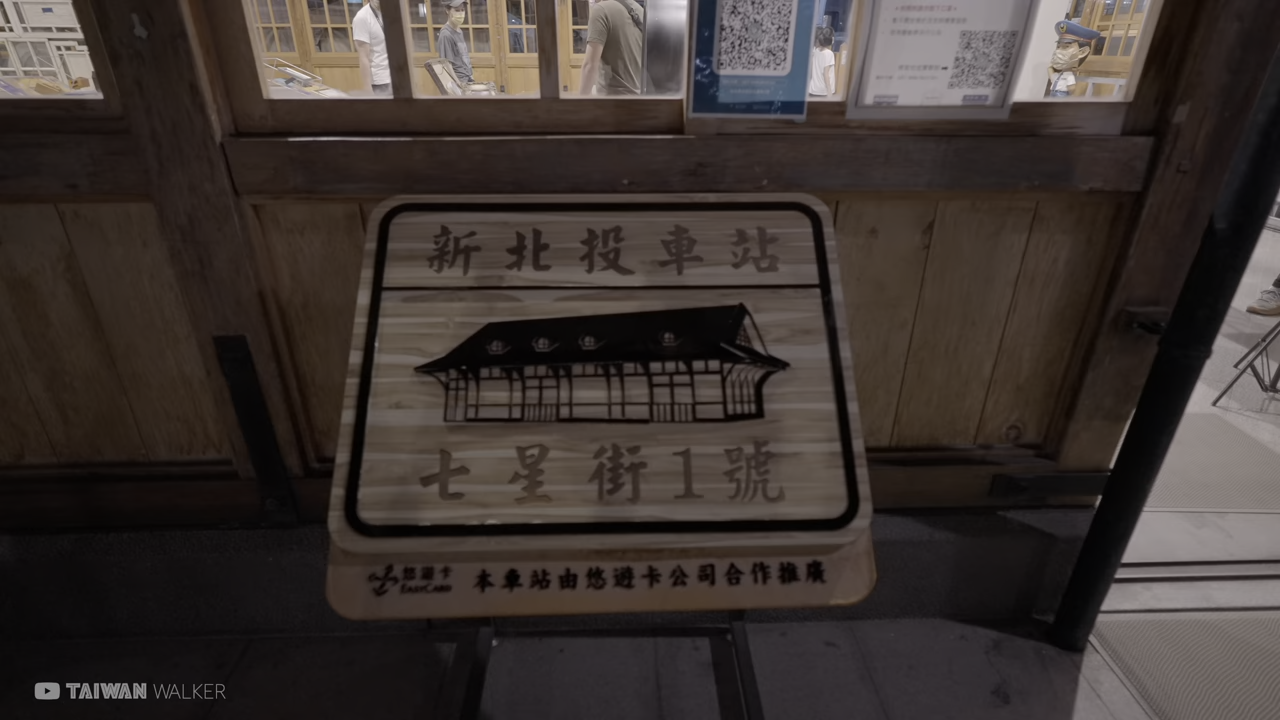 新北投車站
七星街1號
悠遊卡
EASYCARD
本車站由悠遊卡公司合作推廣
TAIWAN WALKER